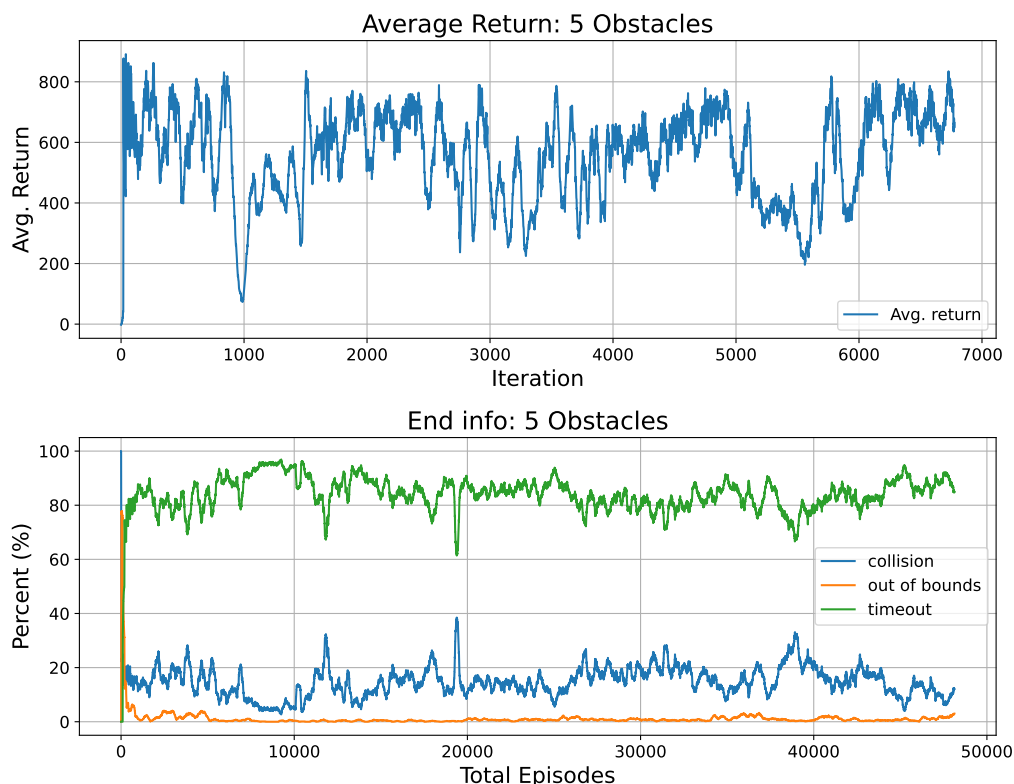 Average Return: 5 Obstacles
Avg. Return
800
600
400
200
0
Avg. return
0 1000 2000 3000 4000 5000 6000 7000
Iteration
End info: 5 Obstacles
Percent (%)
100
80
60
40
20
0
collision
out of bounds
timeout
0 10000 20000 30000 40000 50000
Total Episodes